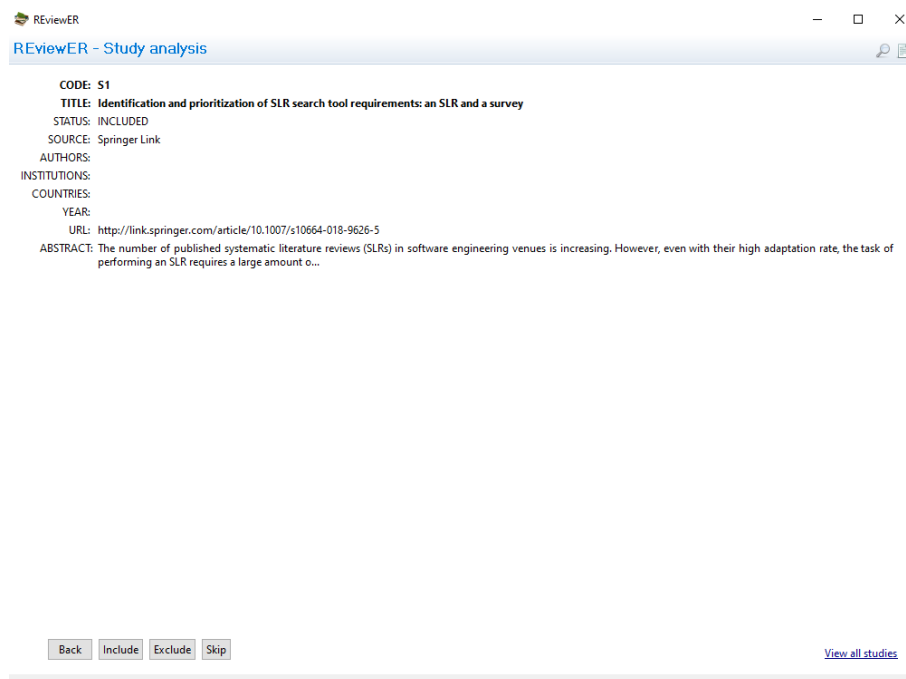 REviewER
REviewER - Study analysis
CODE: S1
TITLE: Identification and prioritization of SLR search tool requirements: an SLR and a survey
STATUS: INCLUDED
SOURCE: Springer Link
AUTHORS:
INSTITUTIONS:
COUNTRIES:
YEAR:
URL: http://link.springer.com/article/10.1007/s10664-018-9626-5
ABSTRACT: The number of published systematic literature reviews (SLRs) in software engineering venues is increasing. However, even with their high adaptation rate, the task of
performing an SLR requires a large amount o...
Back Include Exclude Skip
View all studies